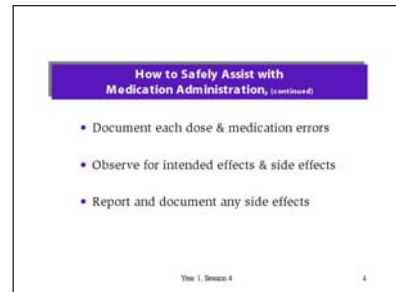 How to Safely Assist with
Medication Administration, (continued)
• Document each dose & medication errors
• Observe for intended effects & side effects
• Report and document any side effects
Year 1, Session 4
4